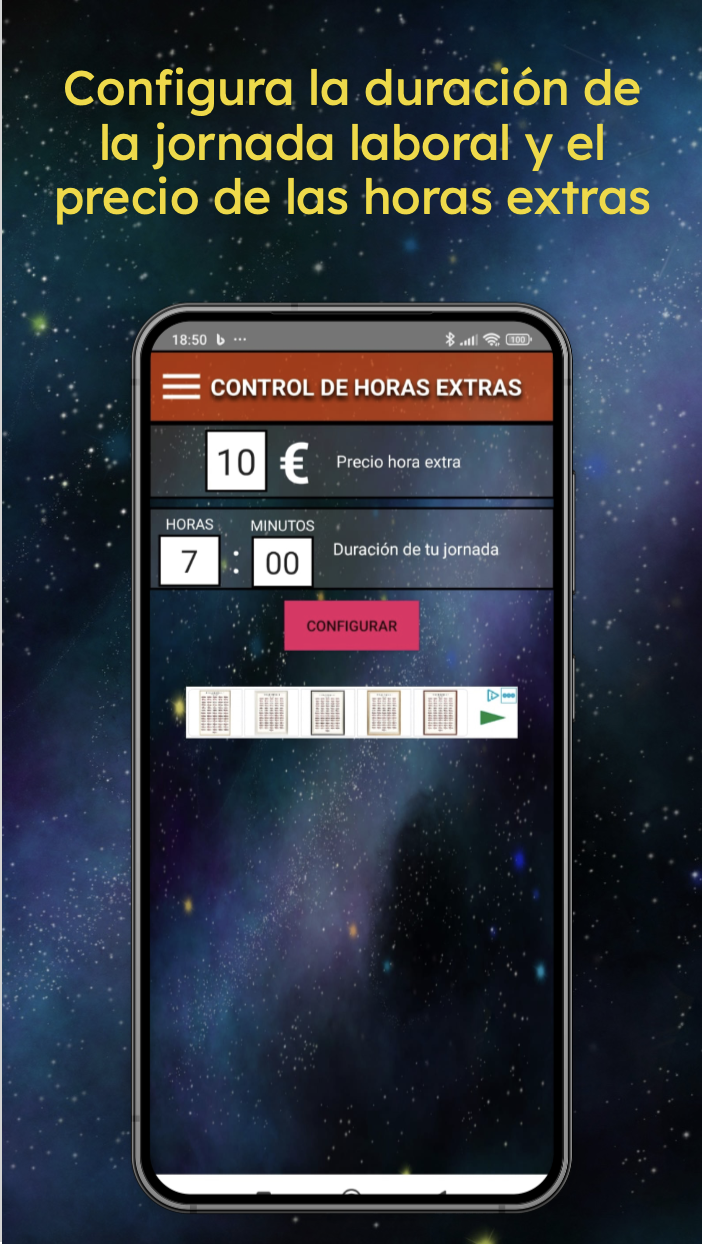 Configura la duración de
la jornada laboral y el
precio de las horas extras
18:50
100
CONTROL DE HORAS EXTRAS
10 € Precio hora extra
HORAS MINUTOS
7 : 00 Duración de tu jornada
CONFIGURAR